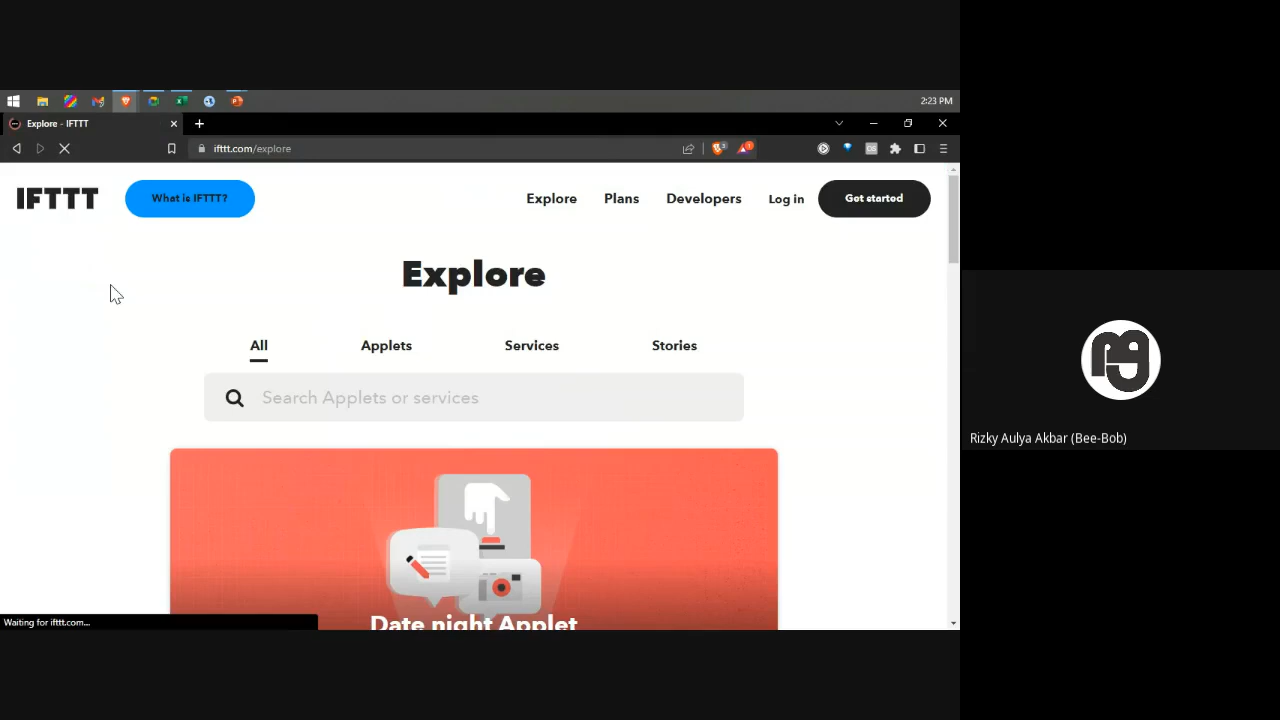 2:23 PM
Explore - IFTTT
ifttt.com/explore
IFTTT
What is IFTTT?
Explore
Plans
Developers
Log in
Get started
Explore
All
Applets
Services
Stories
Search Applets or services
Date night Applet
Waiting for ifttt.com...
Rizky Aulya Akbar (Bee-Bob)